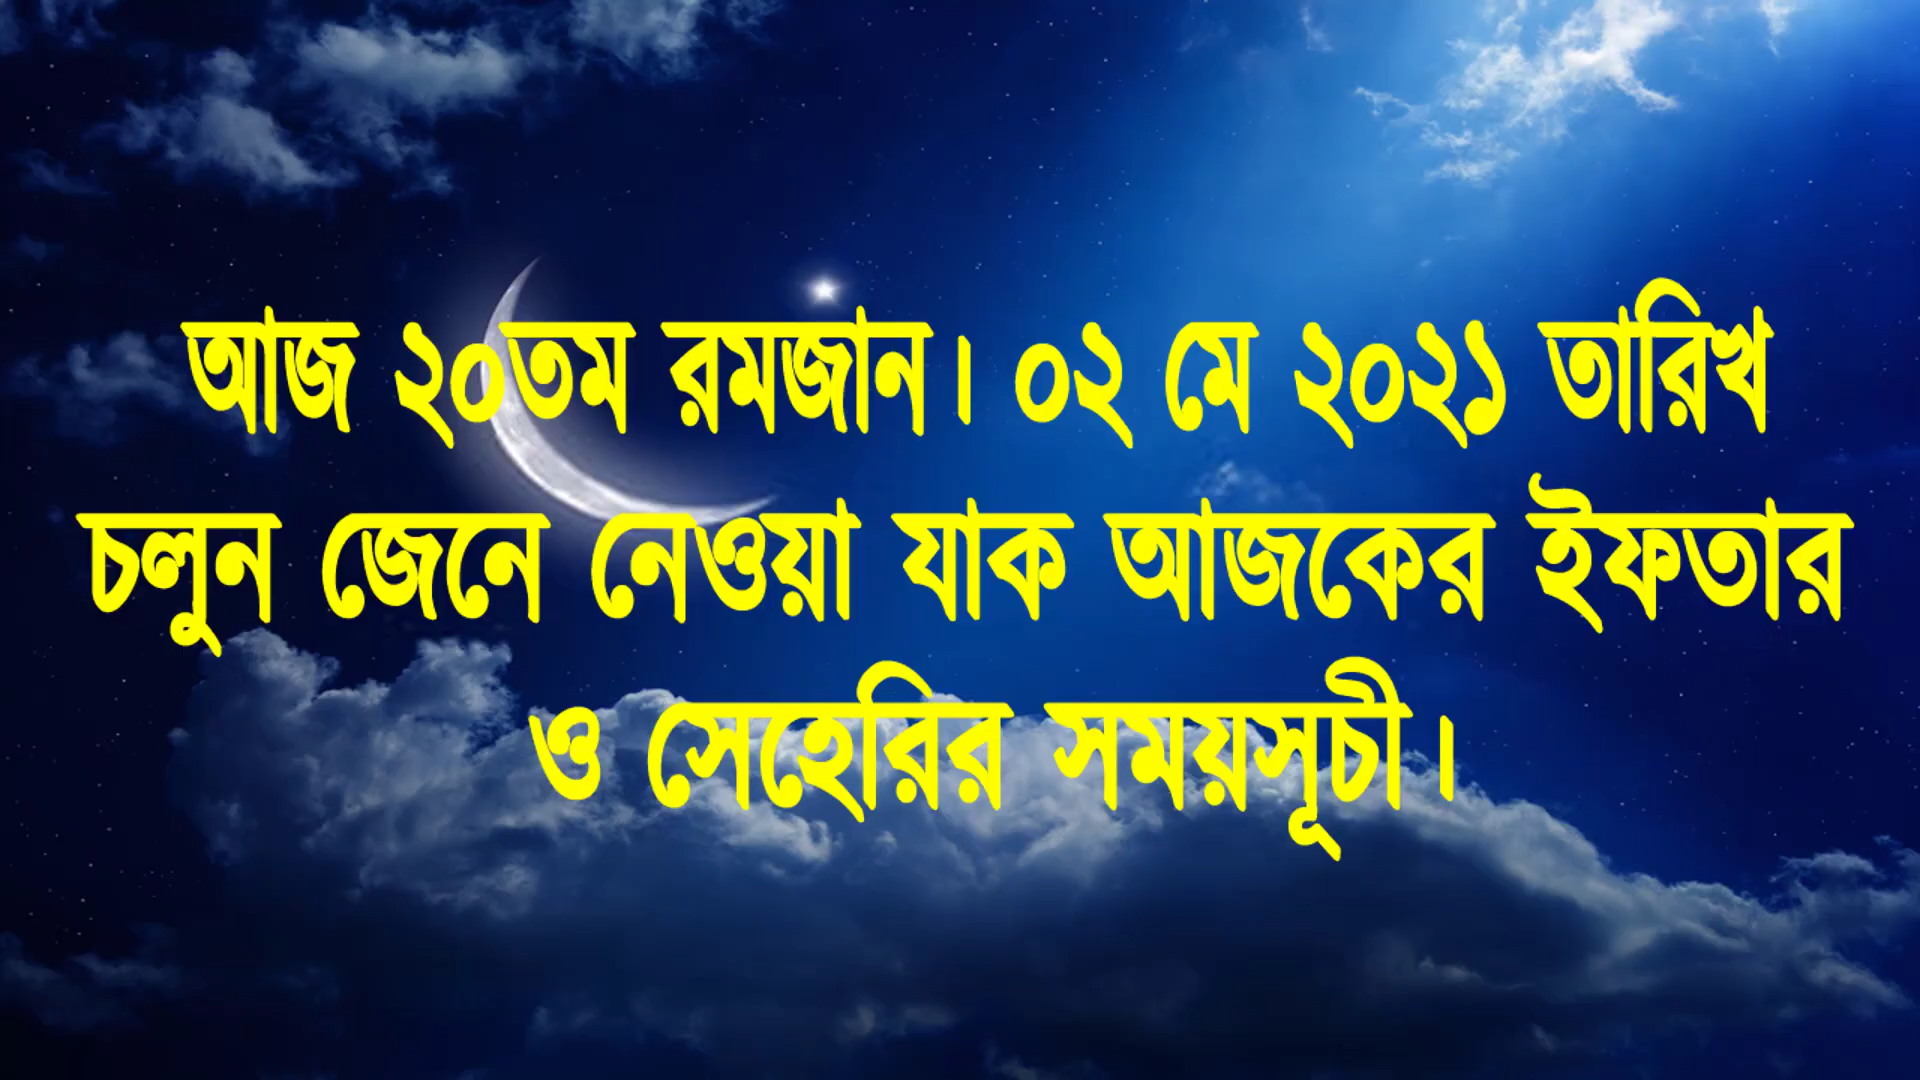 আজ ২০তম রমজান। ০২ মে ২০২১ তারিখ
চলুন জেনে নেওয়া যাক আজকের ইফতার
ও সেহেরির সময়সূচী।